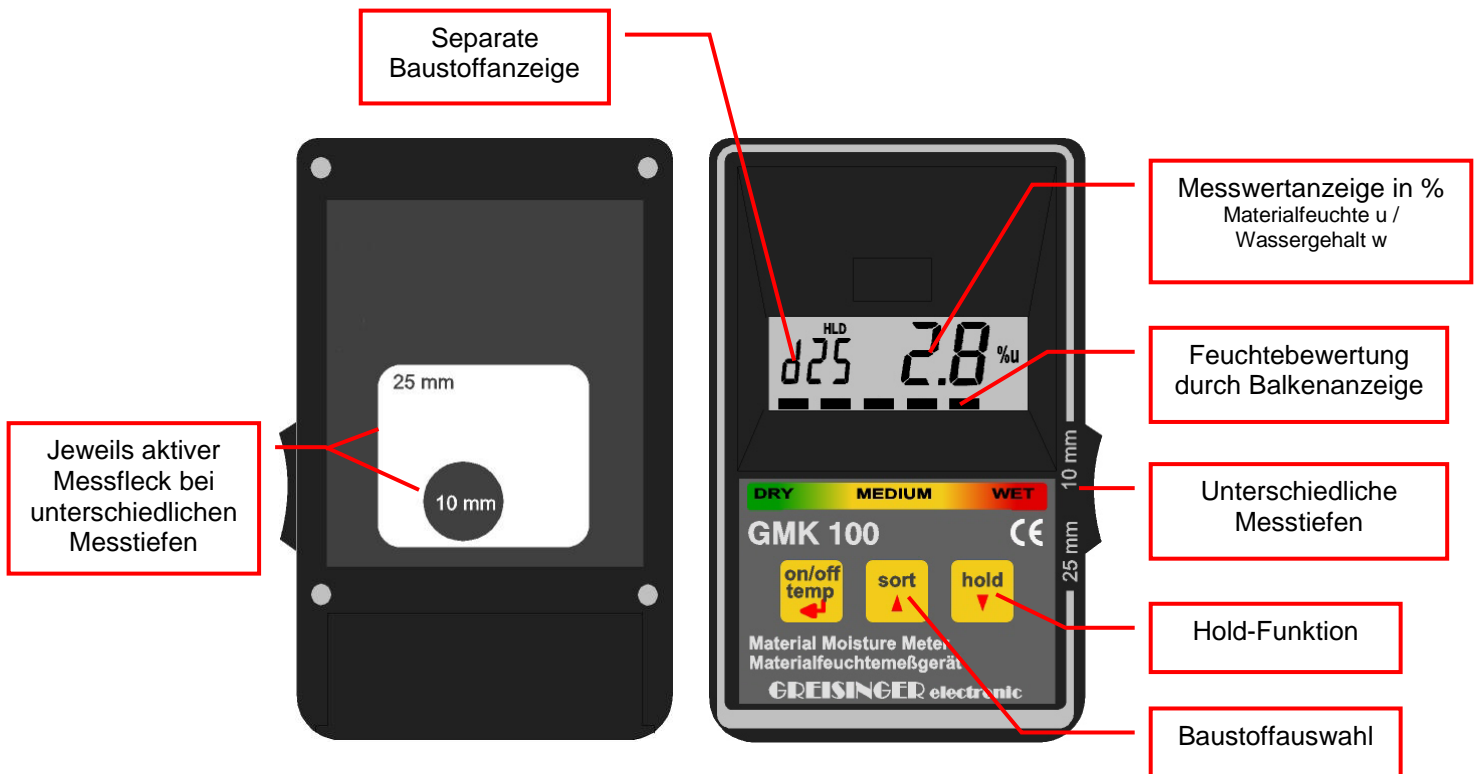 Separate
Baustoffanzeige
Messwertanzeige in %
Materialfeuchte u /
Wassergehalt w
Feuchtebewertung
durch Balkenanzeige
Unterschiedliche
Messtiefen
Hold-Funktion
Baustoffauswahl
Jeweils aktiver
Messfleck bei
unterschiedlichen
Messtiefen
25 mm
10 mm
HLD
d25 2.8 %u
10 mm
25 mm
DRY MEDIUM WET
GMK 100 CE
on/off
temp
sort
hold
Material Moisture Meter
Materialfeuchtemeßgerät
GREISINGER electronic